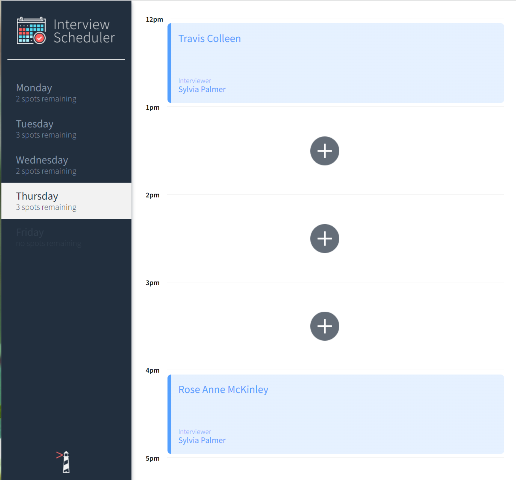 Interview
Scheduler
Monday
2 spots remaining
Tuesday
3 spots remaining
Wednesday
2 spots remaining
Thursday
3 spots remaining
Friday
12pm
Travis Colleen
Interviewer
Sylvia Palmer
1pm
2pm
3pm
4pm
Rose Anne McKinley
Interviewer
Sylvia Palmer
5pm